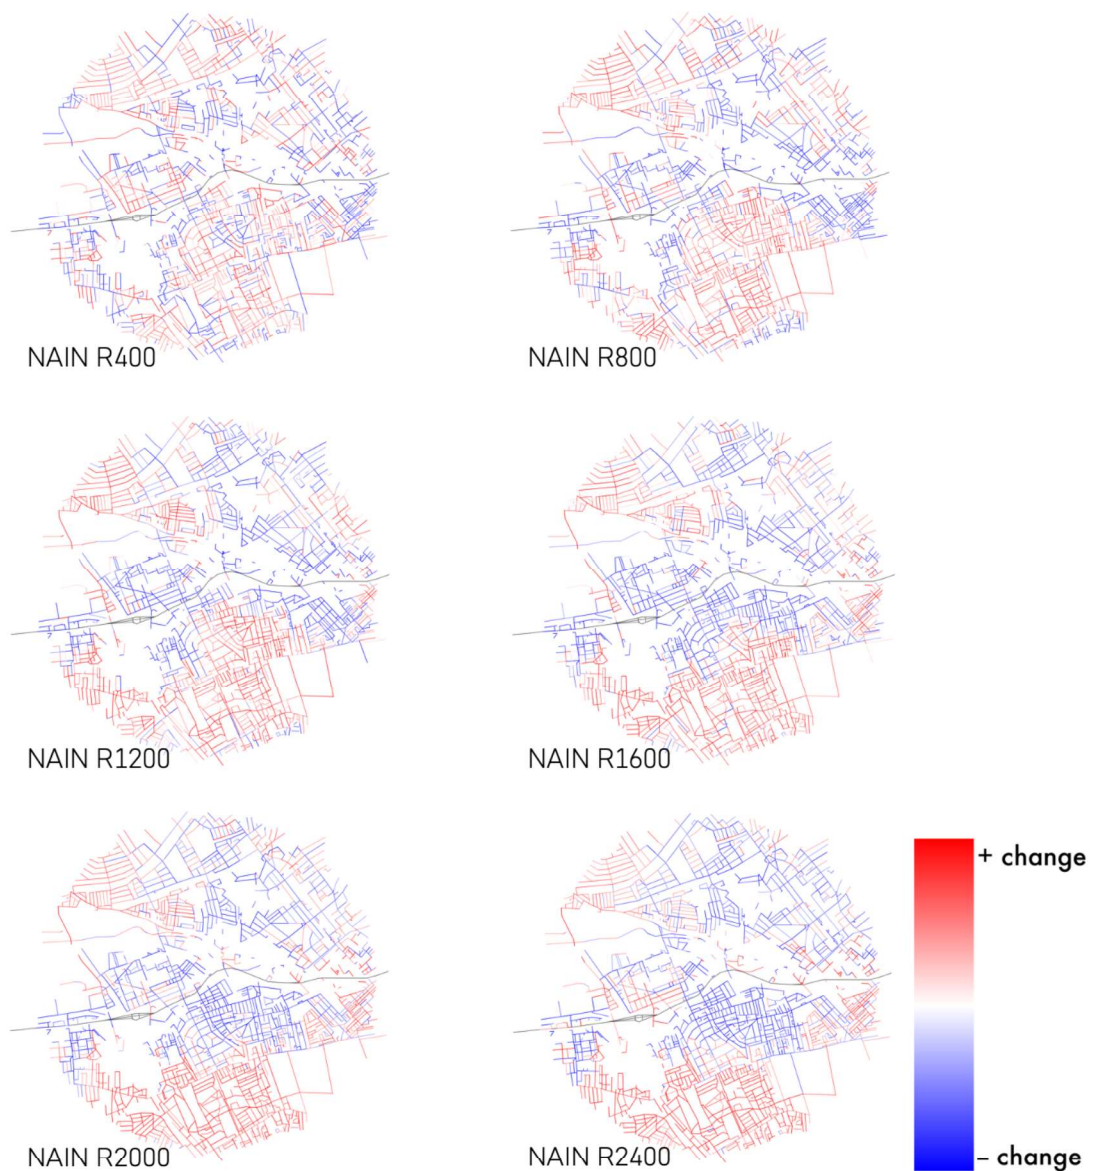 NAIN R400
NAIN R800
NAIN R1200
NAIN R1600
+ change
– change
NAIN R2000
NAIN R2400